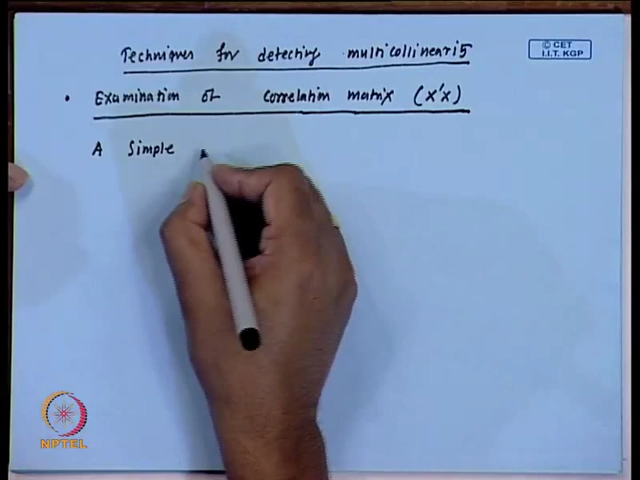 Techniques for detecting multicollinearity
© CET
I.I.T. KGP
• Examination of correlation matrix (X'X)
A Simple
NPTEL